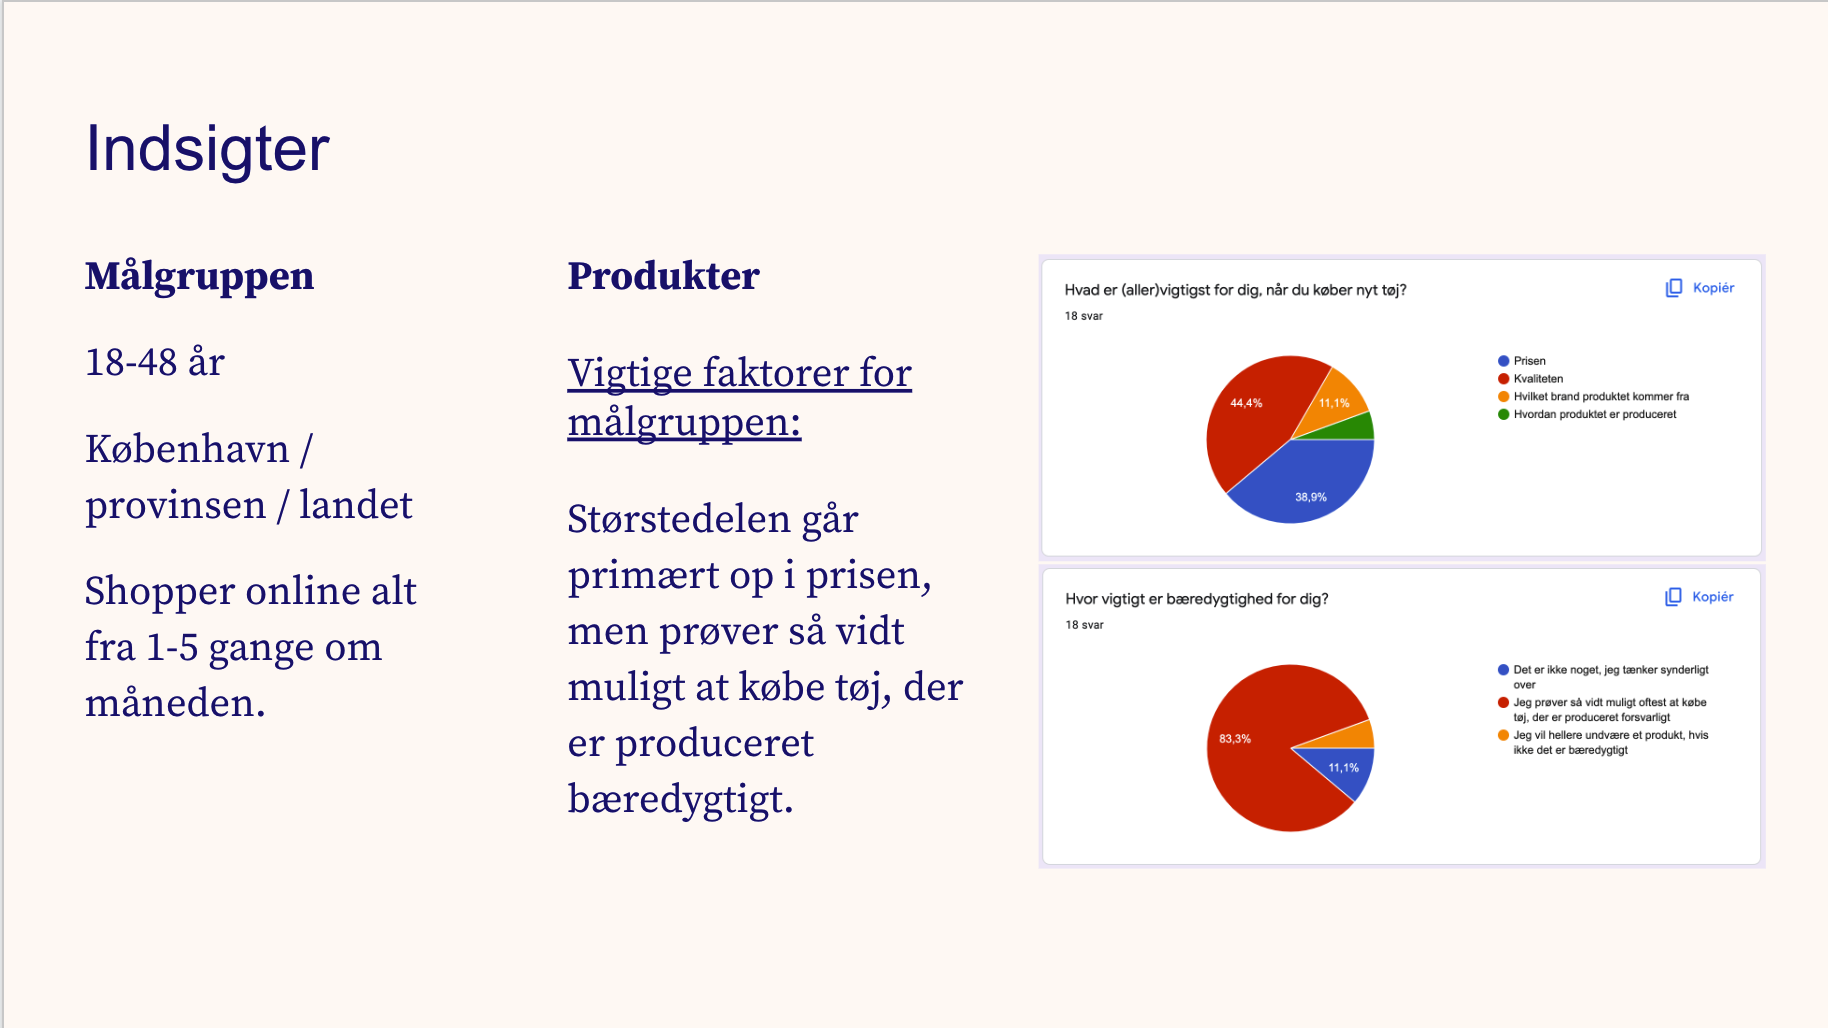 Indsigter
Målgruppen
18-48 år
København /
provinsen / landet
Shopper online alt
fra 1-5 gange om
måneden.
Produkter
Vigtige faktorer for
målgruppen:
Størstedelen går
primært op i prisen,
men prøver så vidt
muligt at købe tøj, der
er produceret
bæredygtigt.
Hvad er (aller)vigtigst for dig, når du køber nyt tøj?
Kopiér
18 svar
44,4%
11,1%
38,9%
Prisen
Kvaliteten
Hvilket brand produktet kommer fra
Hvordan produktet er produceret
Hvor vigtigt er bæredygtighed for dig?
Kopiér
18 svar
83,3%
11,1%
Det er ikke noget, jeg tænker synderligt
over
Jeg prøver så vidt muligt oftest at købe
tøj, der er produceret forsvarligt
Jeg vil hellere undvære et produkt, hvis
ikke det er bæredygtigt